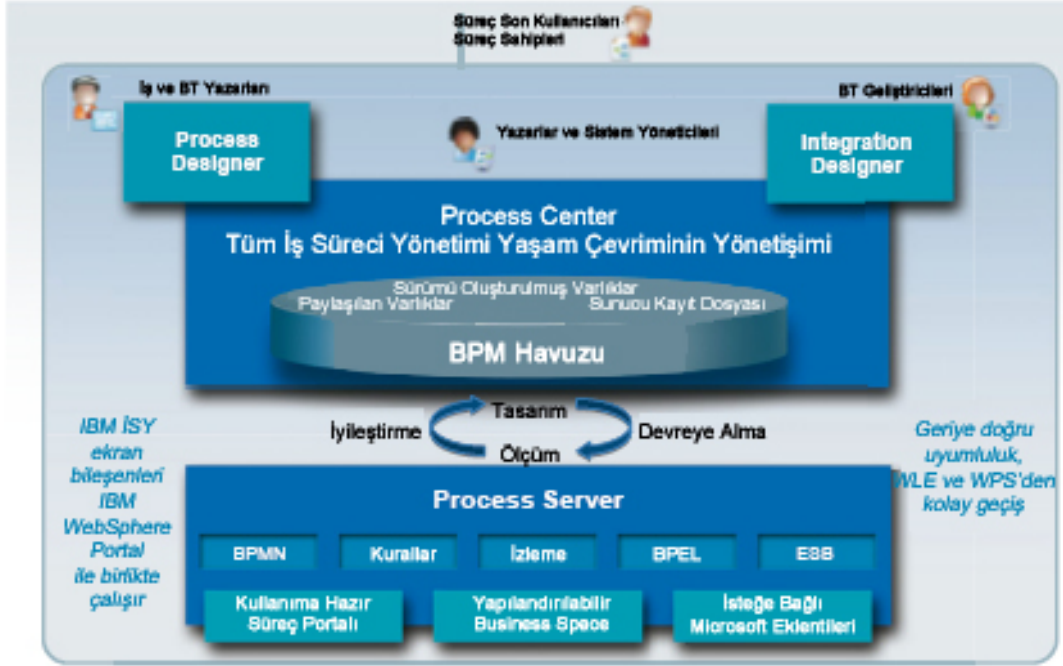 Süreç Son Kullanıcıları
Süreç Sahipleri
İş ve BT Yazarları
BT Geliştiricileri
Process
Designer
Yazarlar ve Sistem Yöneticileri
Integration
Designer
Process Center
Tüm İş Süreci Yönetimi Yaşam Çevriminin Yönetişimi
Sürümü Oluşturulmuş Varlıklar
Paylaşılan Varlıklar
Sunucu Kayıt Dosyası
BPM Havuzu
Tasarım
İyileştirme
Devreye Alma
Ölçüm
IBM İSY
ekran
bileşenleri
IBM
WebSphere
Portal
ile birlikte
çalışır
Geriye doğru
uyumluluk,
WLE ve WPS'den
kolay geçiş
Process Server
BPMN
Kurallar
İzleme
BPEL
ESB
Kullanıma Hazır
Süreç Portalı
Yapılandırılabilir
Business Space
İsteğe Bağlı
Microsoft Eklentileri